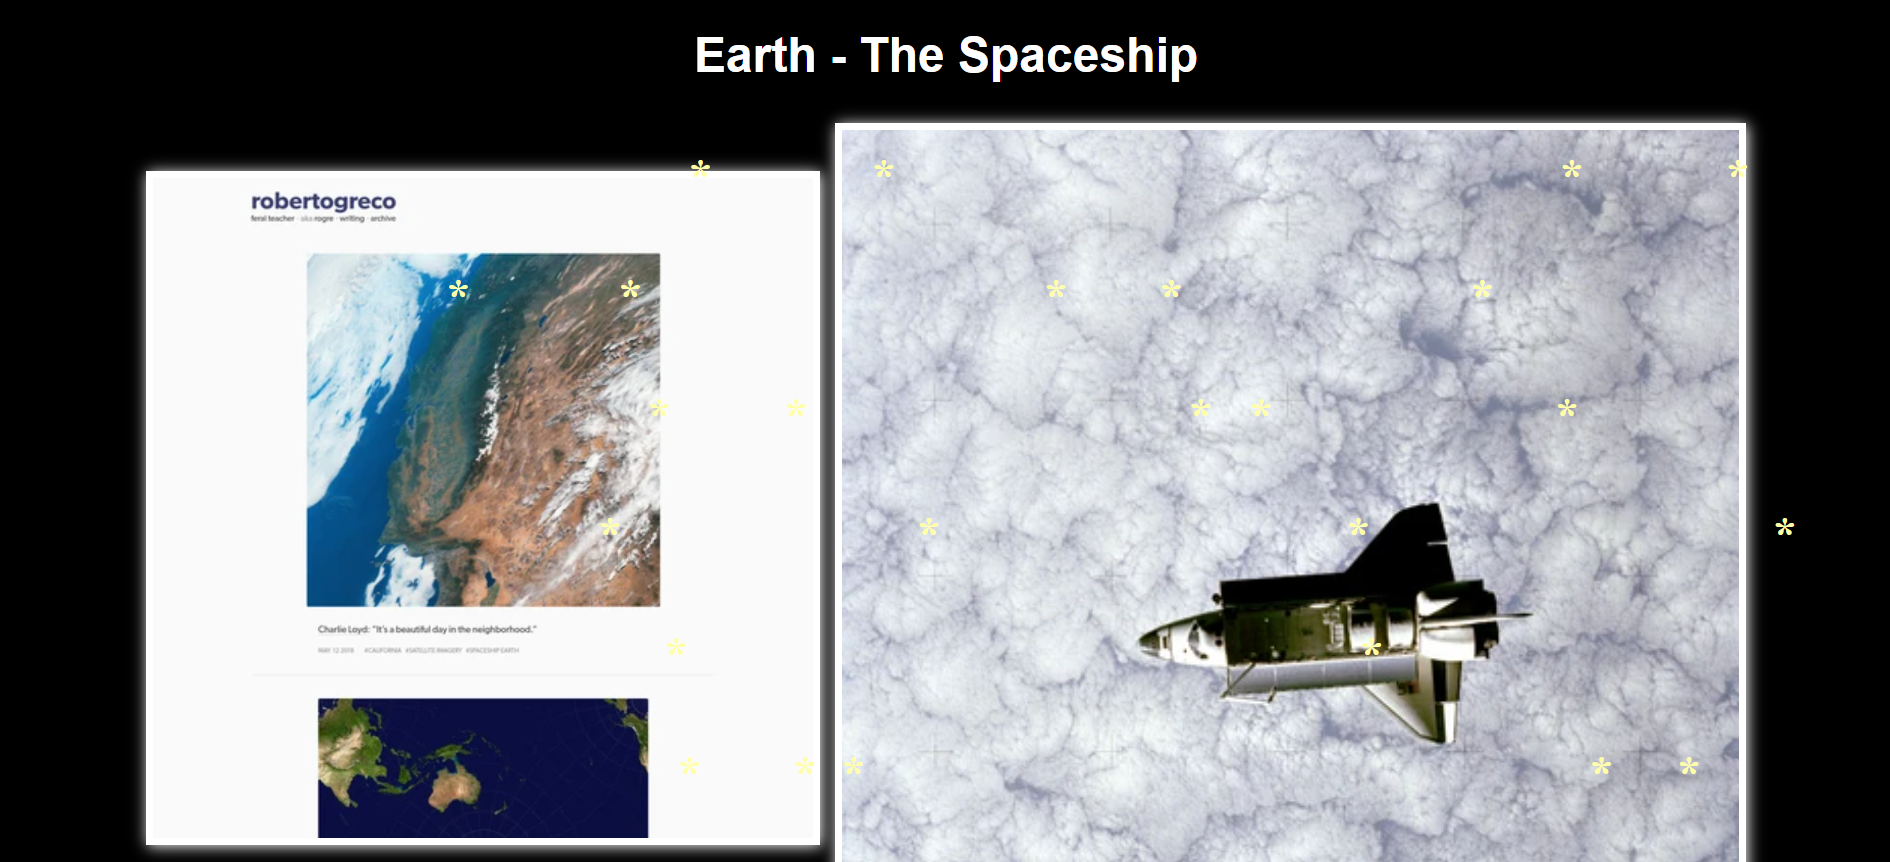 Earth - The Spaceship
robertogreco
feral teacher · aka rogre · writing · archive
Charlie Loyd: “It’s a beautiful day in the neighborhood.”
MAY 12 2018 #CALIFORNIA #SATELLITE IMAGERY #SPACESHIP EARTH